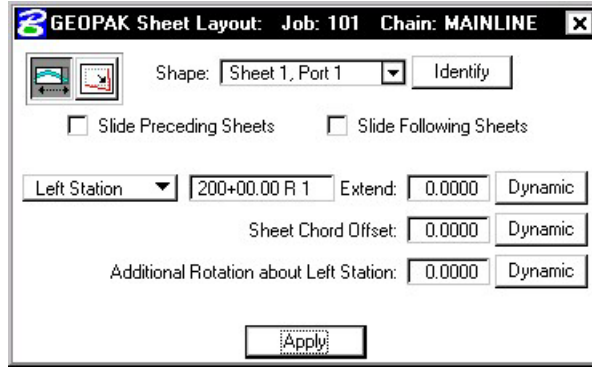 GEOPAK Sheet Layout: Job: 101 Chain: MAINLINE
Shape: Sheet 1, Port 1 Identify
Slide Preceding Sheets Slide Following Sheets
Left Station 200+00.00 R 1 Extend: 0.0000 Dynamic
Sheet Chord Offset: 0.0000 Dynamic
Additional Rotation about Left Station: 0.0000 Dynamic
Apply